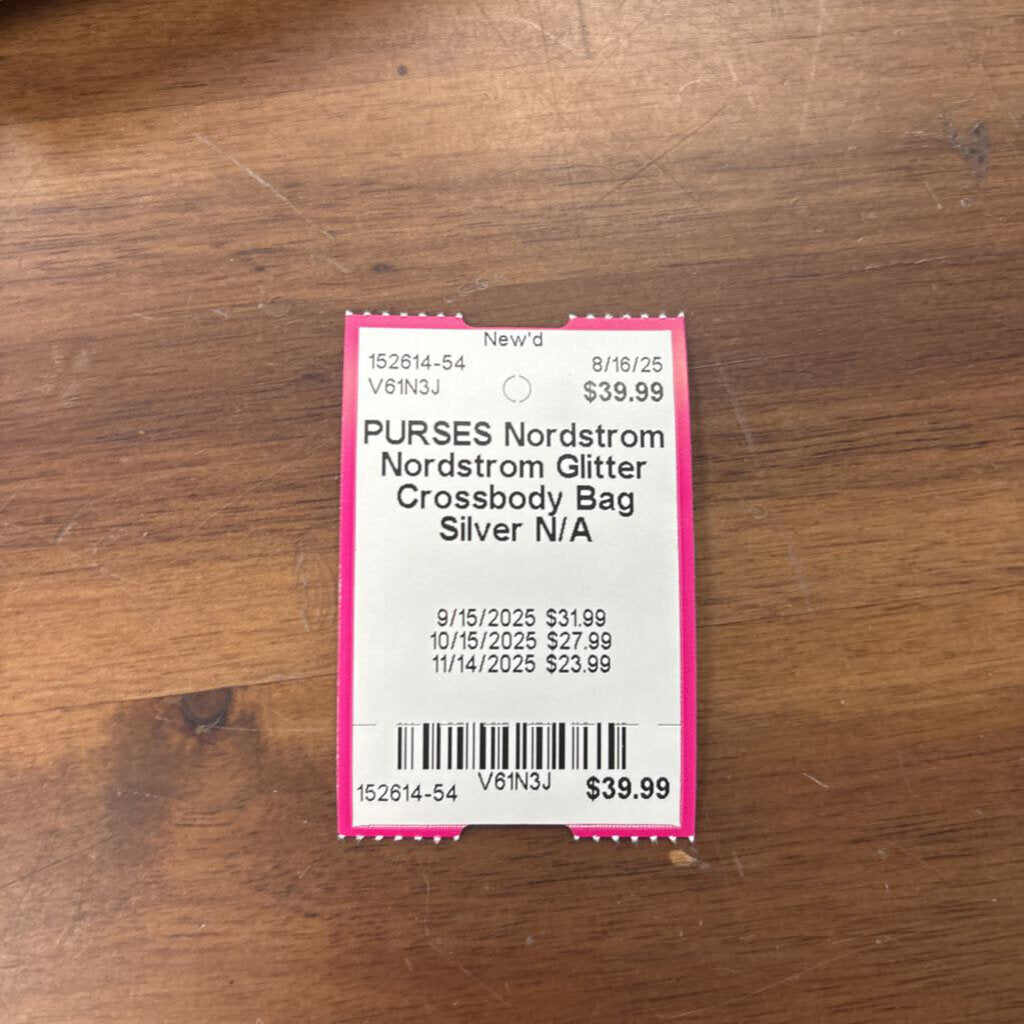 New'd
152614-54 8/16/25
V61N3J $39.99
PURSES Nordstrom
Nordstrom Glitter
Crossbody Bag
Silver N/A
9/15/2025 $31.99
10/15/2025 $27.99
11/14/2025 $23.99
152614-54 V61N3J $39.99